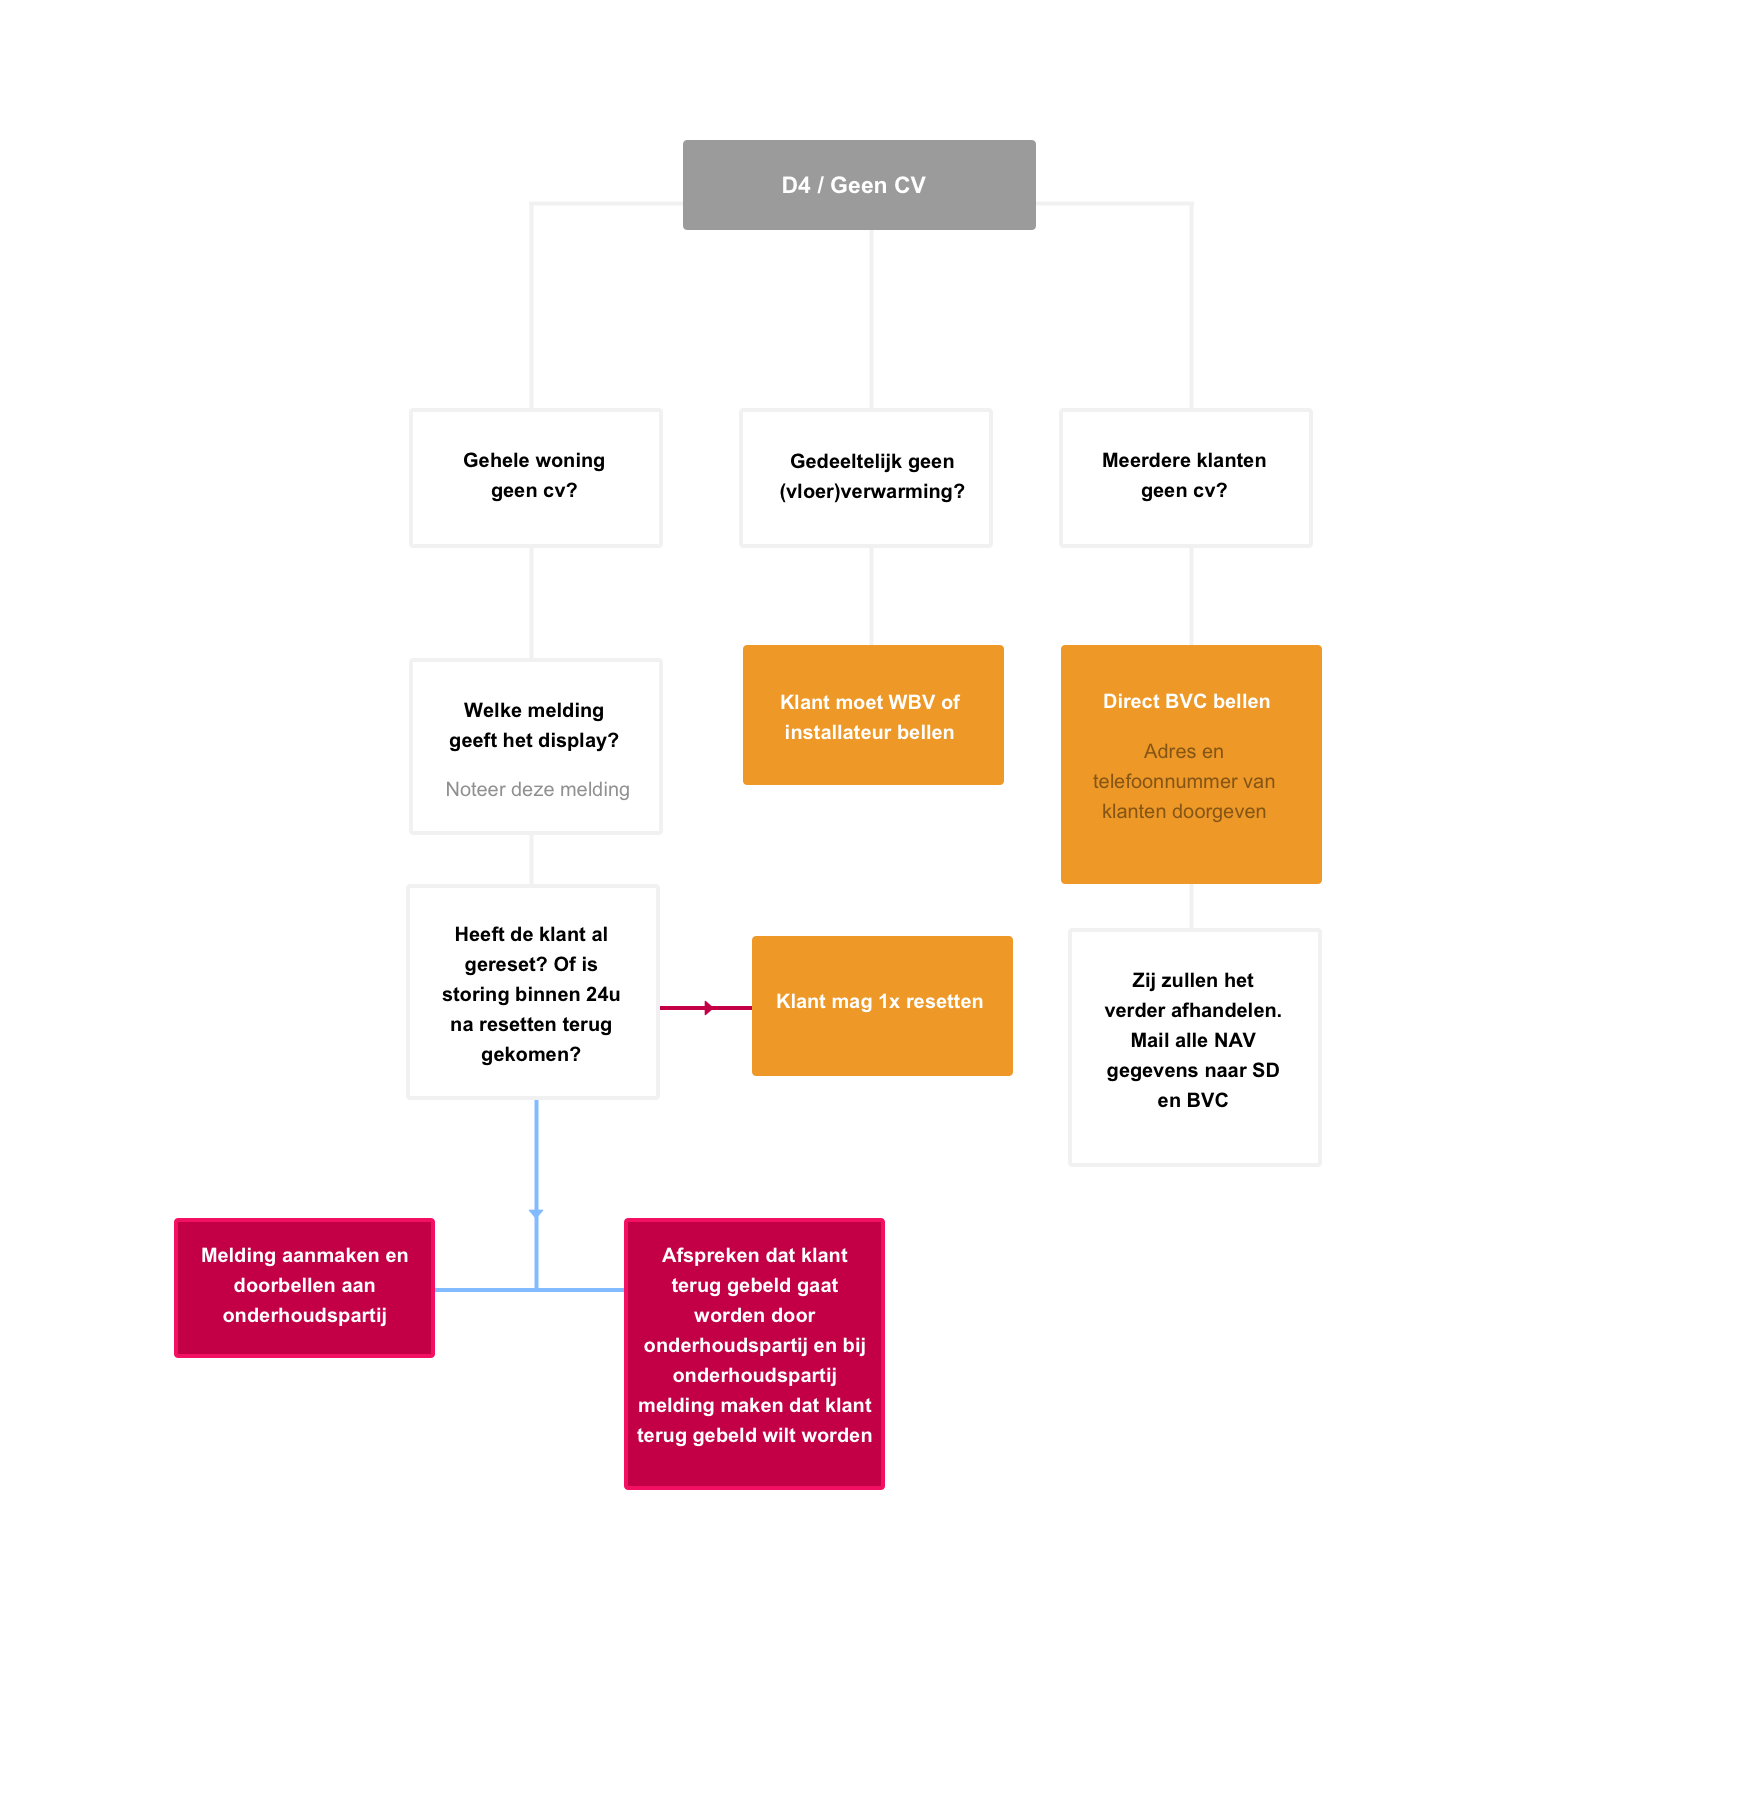 D4 / Geen CV
Gehele woning
geen cv?
Gedeeltelijk geen
(vloer)verwarming?
Meerdere klanten
geen cv?
Welke melding
geeft het display?
Noteer deze melding
Klant moet WBV of
installateur bellen
Direct BVC bellen
Adres en
telefoonnummer van
klanten doorgeven
Heeft de klant al
gereset? Of is
storing binnen 24u
na resetten terug
gekomen?
Klant mag 1x resetten
Zij zullen het
verder afhandelen.
Mail alle NAV
gegevens naar SD
en BVC
Melding aanmaken en
doorbellen aan
onderhoudspartij
Afspreken dat klant
terug gebeld gaat
worden door
onderhoudspartij en bij
onderhoudspartij
melding maken dat klant
terug gebeld wilt worden